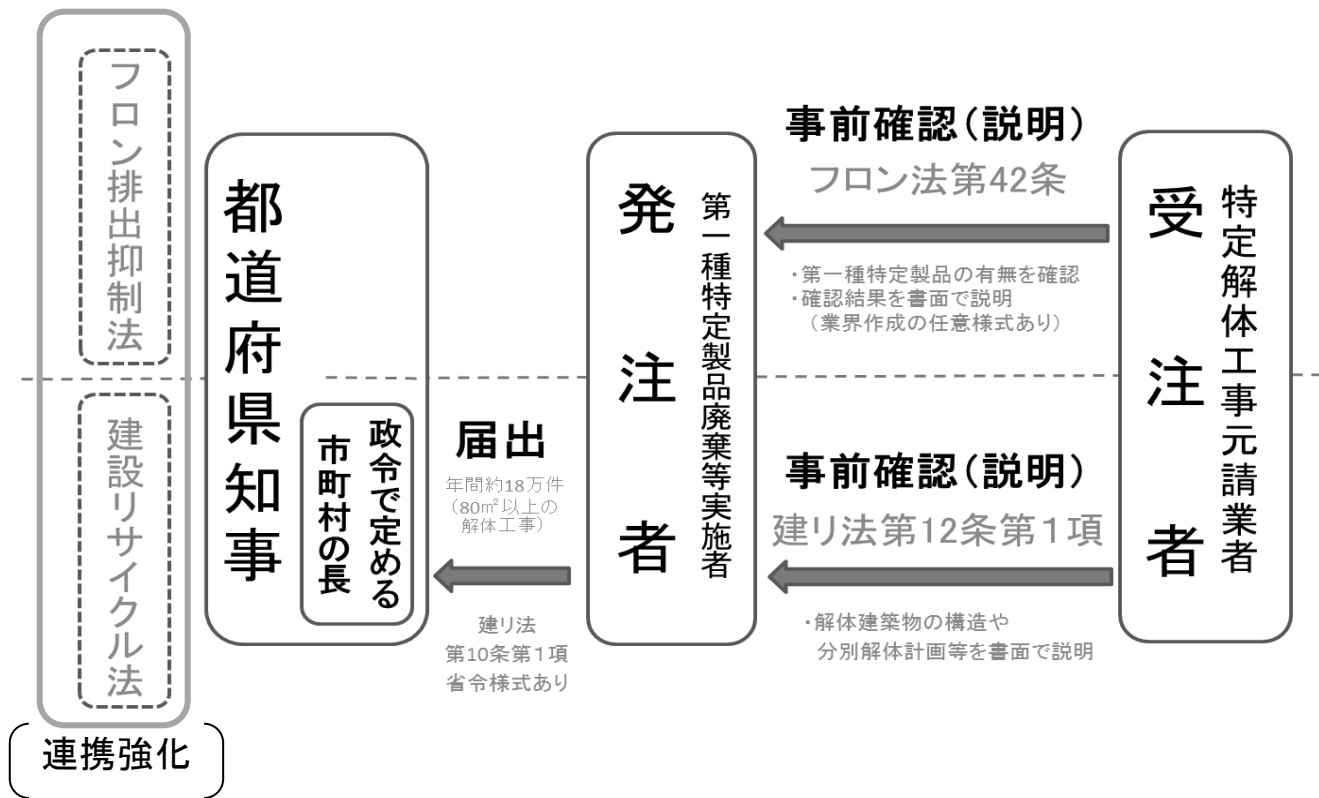 フロン排出抑制法
建設リサイクル法
連携強化
都道府県知事
政令で定める
市町村の長
届出
年間約18万件
（80㎡以上の
解体工事）
建リ法
第10条第１項
省令様式あり
発注者
第一種特定製品廃棄等実施者
事前確認（説明）
フロン法第42条
・第一種特定製品の有無を確認
・確認結果を書面で説明
（業界作成の任意様式あり）
事前確認（説明）
建リ法第12条第１項
・解体建築物の構造や
分別解体計画等を書面で説明
受注者
特定解体工事元請業者